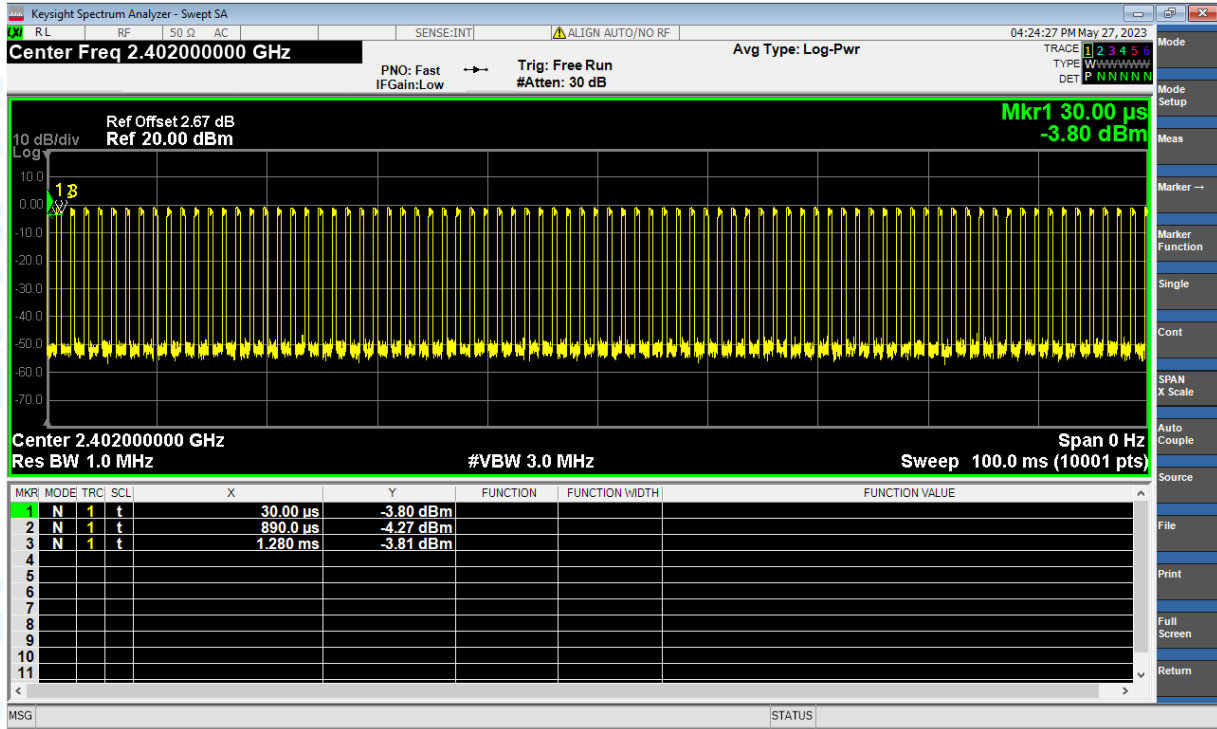 Keysight Spectrum Analyzer - Swept SA
LXI RL RF 50 Ω AC SENSE:INT ALIGN AUTO/NO RF 04:24:27 PM May 27, 2023
Center Freq 2.402000000 GHz
Avg Type: Log-Pwr
TRACE 1 2 3 4 5 6
TYPE WWWWWW
DET P N N N N N
PNO: Fast
IFGain:Low
Trig: Free Run
#Atten: 30 dB
Mkr1 30.00 µs
-3.80 dBm
Ref Offset 2.67 dB
10 dB/div Ref 20.00 dBm
Log
10.0
0.00
-10.0
-20.0
-30.0
-40.0
-50.0
-60.0
-70.0
1 3
Center 2.402000000 GHz Span 0 Hz
Res BW 1.0 MHz #VBW 3.0 MHz Sweep 100.0 ms (10001 pts)
MKR MODE TRC SCL X Y FUNCTION FUNCTION WIDTH FUNCTION VALUE
1 N 1 t 30.00 µs -3.80 dBm
2 N 1 t 890.0 µs -4.27 dBm
3 N 1 t 1.280 ms -3.81 dBm
4
5
6
7
8
9
10
11
MSG STATUS
Mode
Mode
Setup
Meas
Marker →
Marker
Function
Single
Cont
SPAN
X Scale
Auto
Couple
Source
File
Print
Full
Screen
Return